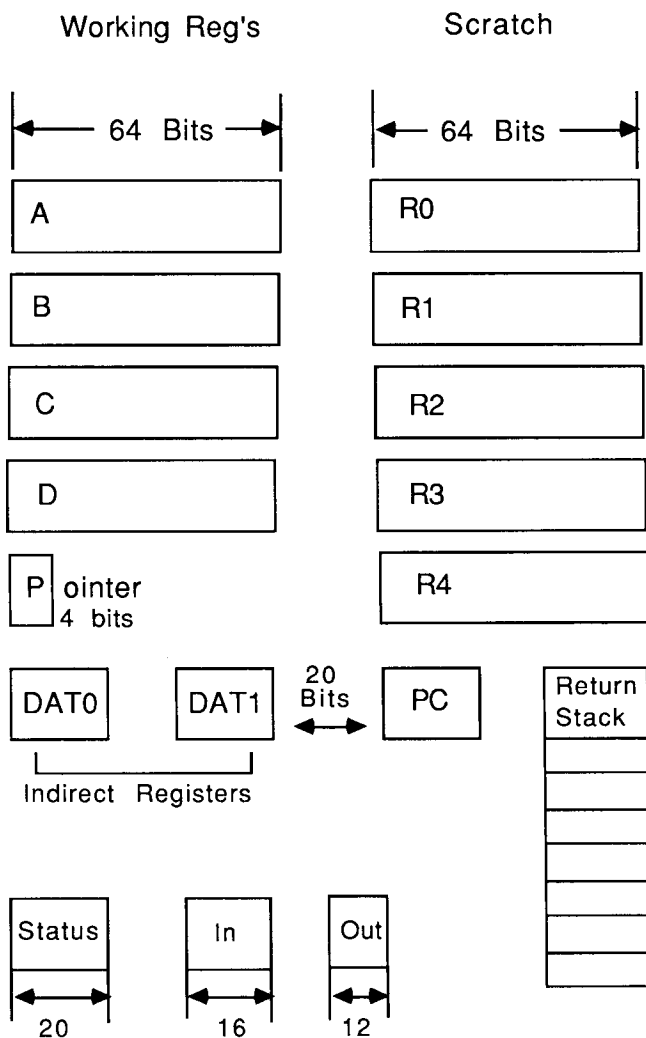 Working Reg's
Scratch
64 Bits
64 Bits
A
R0
B
R1
C
R2
D
R3
P ointer
4 bits
R4
DAT0
DAT1
20
Bits
PC
Return
Stack
Indirect Registers
Status
In
Out
20
16
12